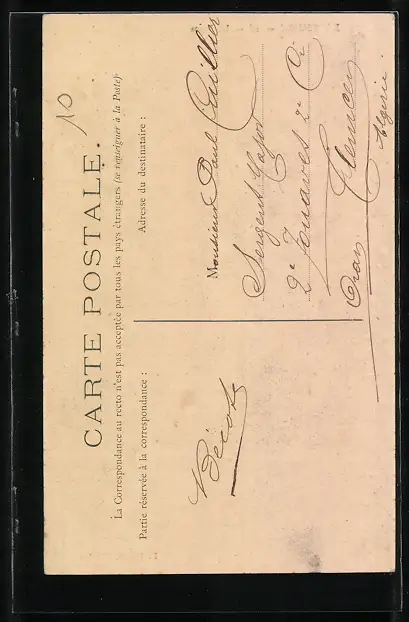 10
CARTE POSTALE.
La Correspondance au recto n'est pas acceptée par tous les pays étrangers (se renseigner à la Poste).
Partie réservée à la correspondance :
Adresse du destinataire :
Monsieur Paul
Sergent Major
2e Zouaves 2e Cie
Tlemcen
Oran
Algérie